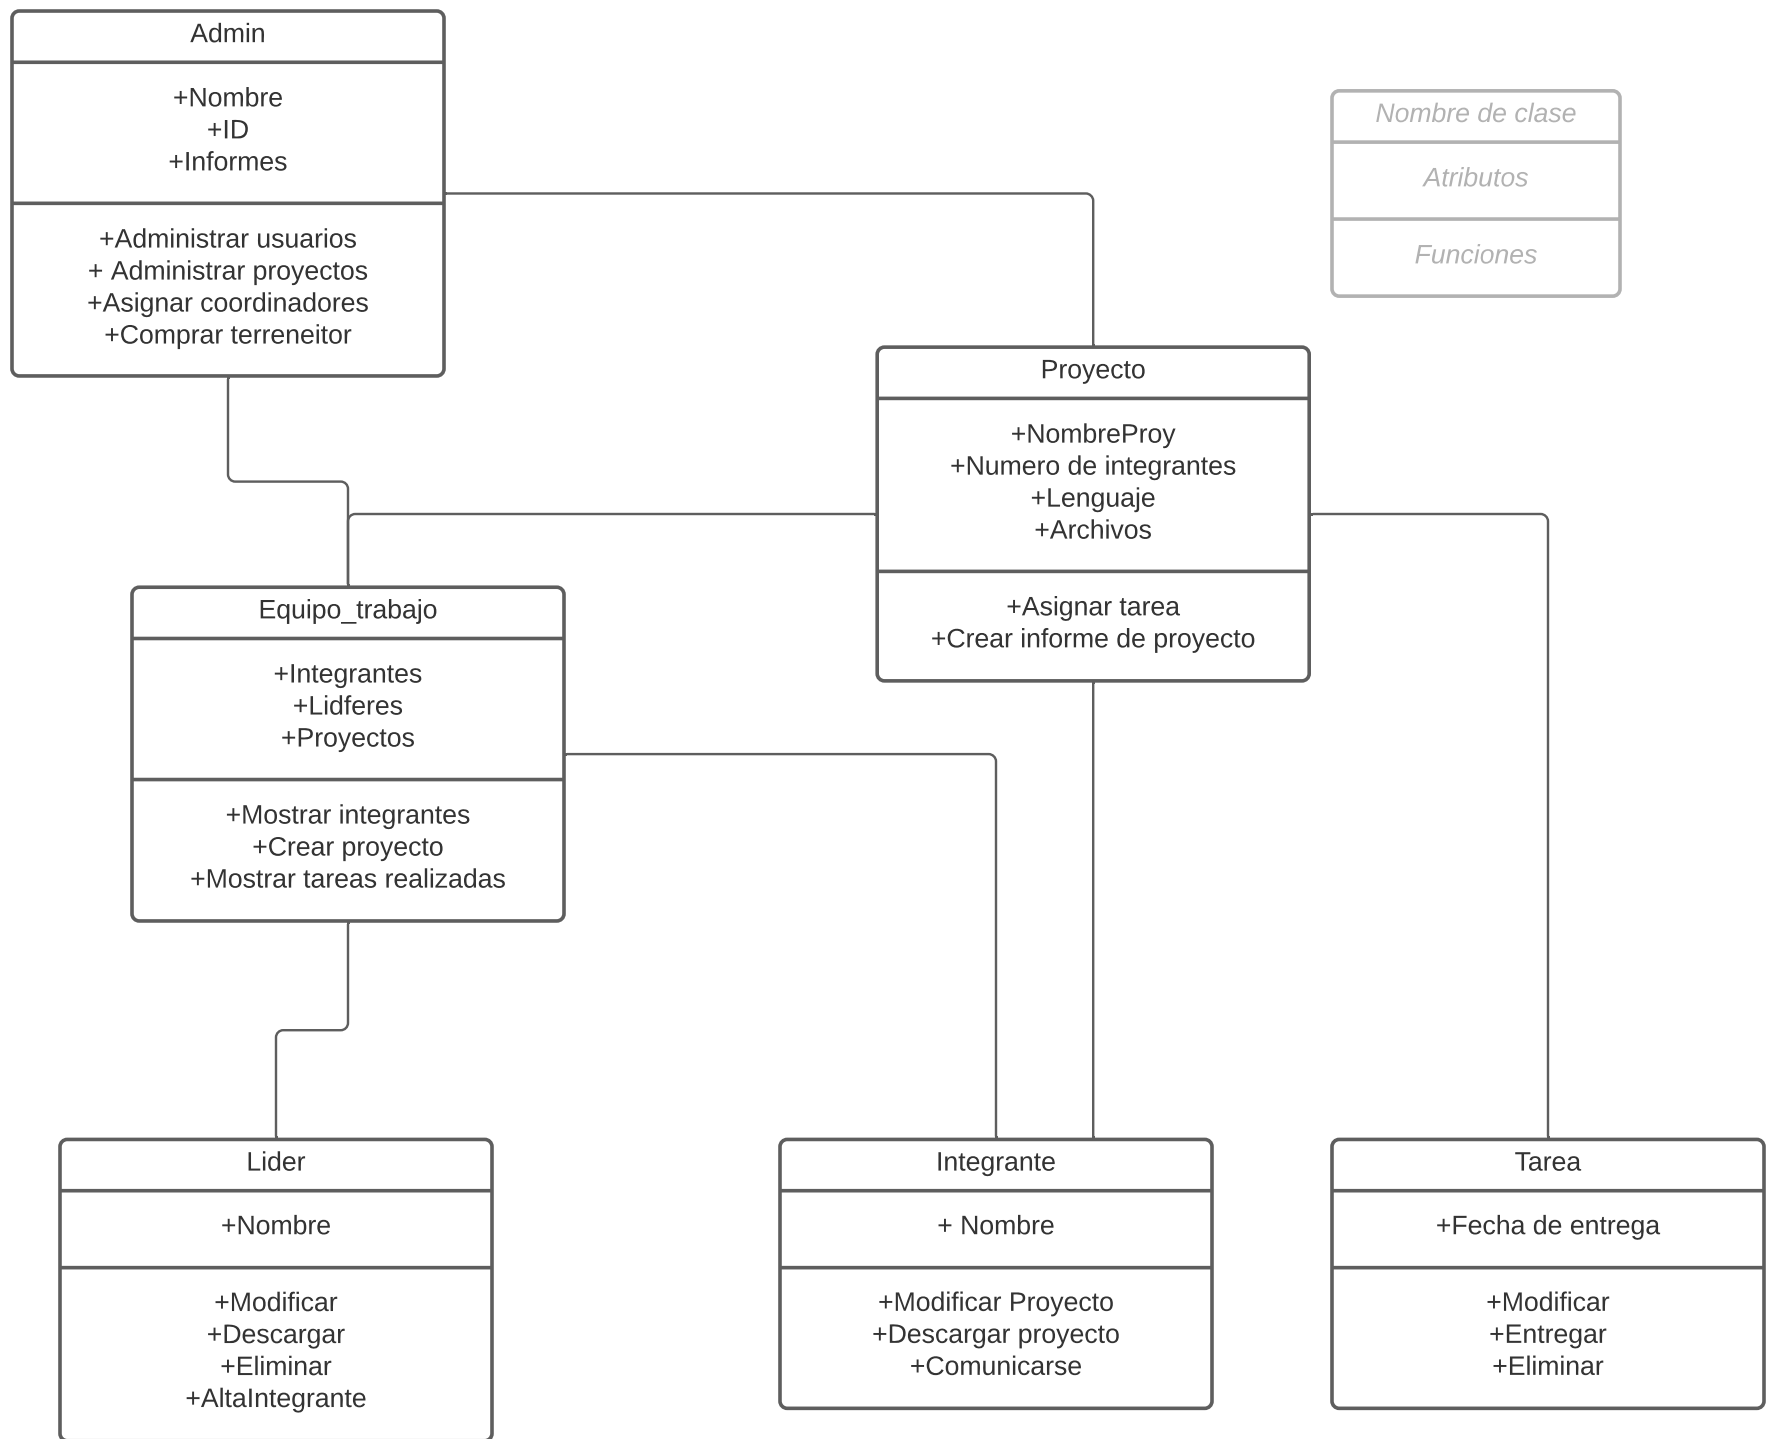 Admin
+Nombre
+ID
+Informes
+Administrar usuarios
+ Administrar proyectos
+Asignar coordinadores
+Comprar terreneitor
Nombre de clase
Atributos
Funciones
Proyecto
+NombreProy
+Numero de integrantes
+Lenguaje
+Archivos
+Asignar tarea
+Crear informe de proyecto
Equipo_trabajo
+Integrantes
+Lidferes
+Proyectos
+Mostrar integrantes
+Crear proyecto
+Mostrar tareas realizadas
Lider
+Nombre
+Modificar
+Descargar
+Eliminar
+AltaIntegrante
Integrante
+ Nombre
+Modificar Proyecto
+Descargar proyecto
+Comunicarse
Tarea
+Fecha de entrega
+Modificar
+Entregar
+Eliminar